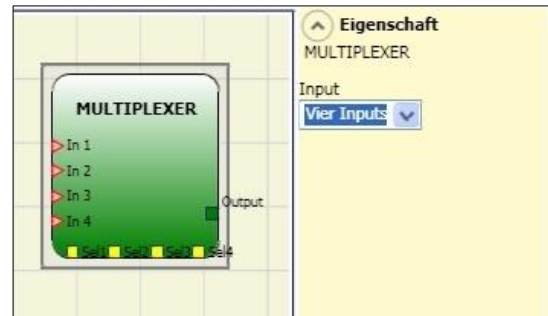 MULTIPLEXER
In 1
In 2
In 3
In 4
Output
Sel1 Sel2 Sel3 Sel4
Eigenschaft
MULTIPLEXER
Input
Vier Inputs